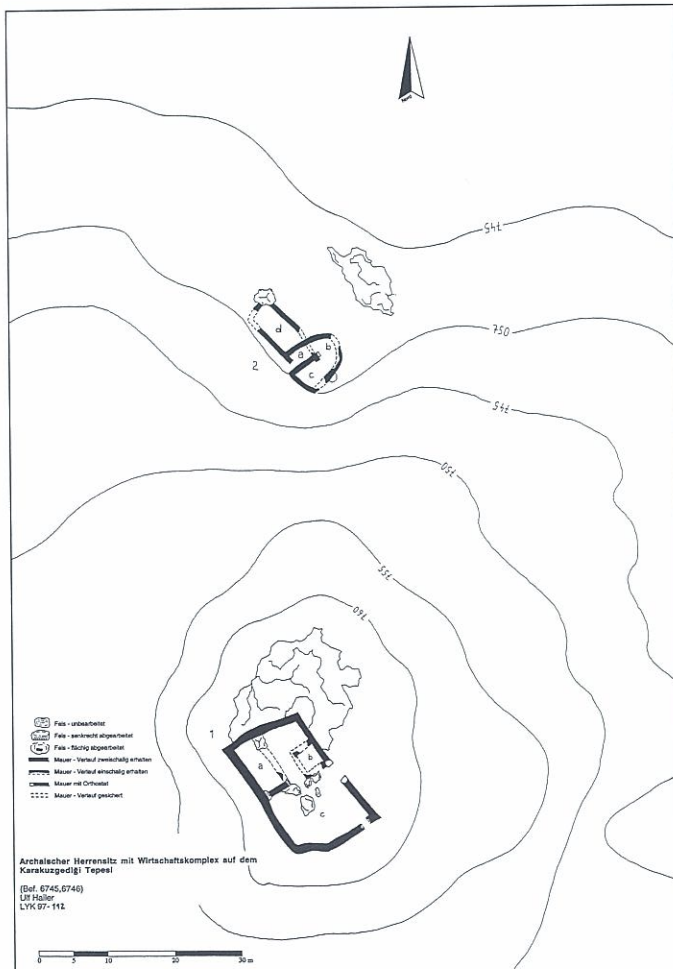 Nord
745
750
d
b
a
c
2
745
750
755
760
1
a
b
c
Fels - unbearbeitet
Fels - senkrecht abgearbeitet
Fels - flächig abgearbeitet
Mauer - Verlauf zweischalig erhalten
Mauer - Verlauf einschalig erhalten
Mauer mit Orthostat
Mauer - Verlauf gesichert
Archaischer Herrensitz mit Wirtschaftskomplex auf dem
Karakuzgediği Tepesi
(Bef. 6745,6746)
Ulf Hailer
LYK 97-112
0 5 10 20 30 m